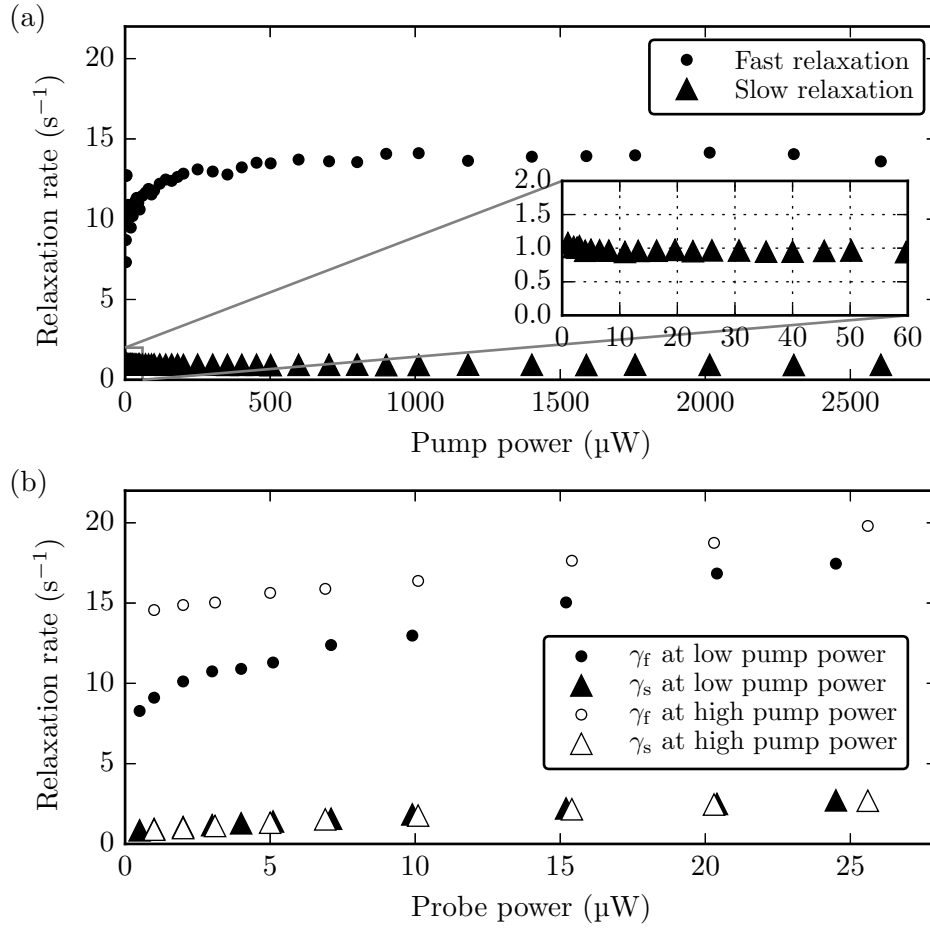 (a)
Relaxation rate (s⁻¹)
20
15
10
5
0
Fast relaxation
Slow relaxation
2.0
1.5
1.0
0.5
0.0
0 10 20 30 40 50 60
0 500 1000 1500 2000 2500
Pump power (µW)
(b)
Relaxation rate (s⁻¹)
20
15
10
5
0
γf at low pump power
γs at low pump power
γf at high pump power
γs at high pump power
0 5 10 15 20 25
Probe power (µW)